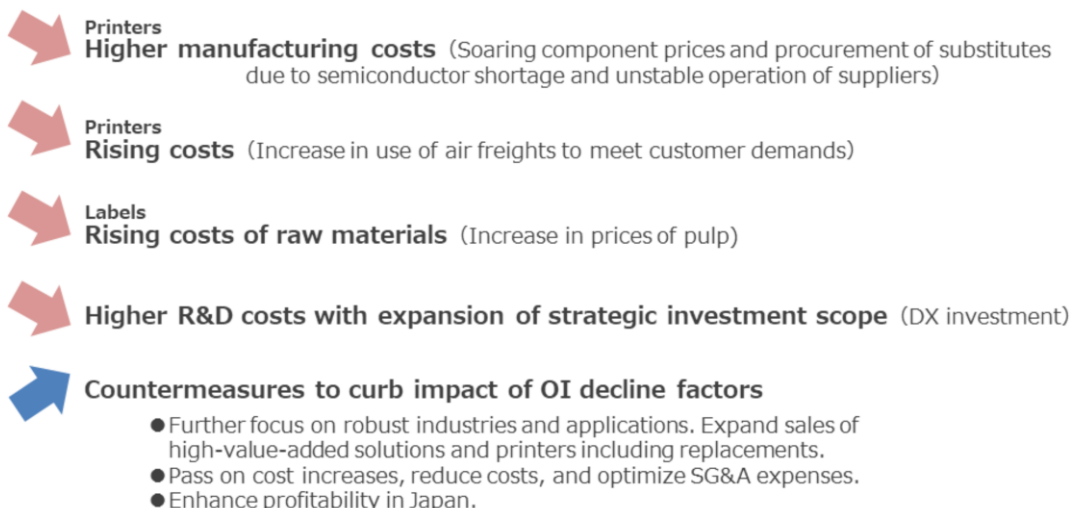 Printers
Higher manufacturing costs（Soaring component prices and procurement of substitutes
due to semiconductor shortage and unstable operation of suppliers）
Printers
Rising costs（Increase in use of air freights to meet customer demands）
Labels
Rising costs of raw materials（Increase in prices of pulp）
Higher R&D costs with expansion of strategic investment scope（DX investment）
Countermeasures to curb impact of OI decline factors
●Further focus on robust industries and applications. Expand sales of
high-value-added solutions and printers including replacements.
●Pass on cost increases, reduce costs, and optimize SG&A expenses.
●Enhance profitability in Japan.